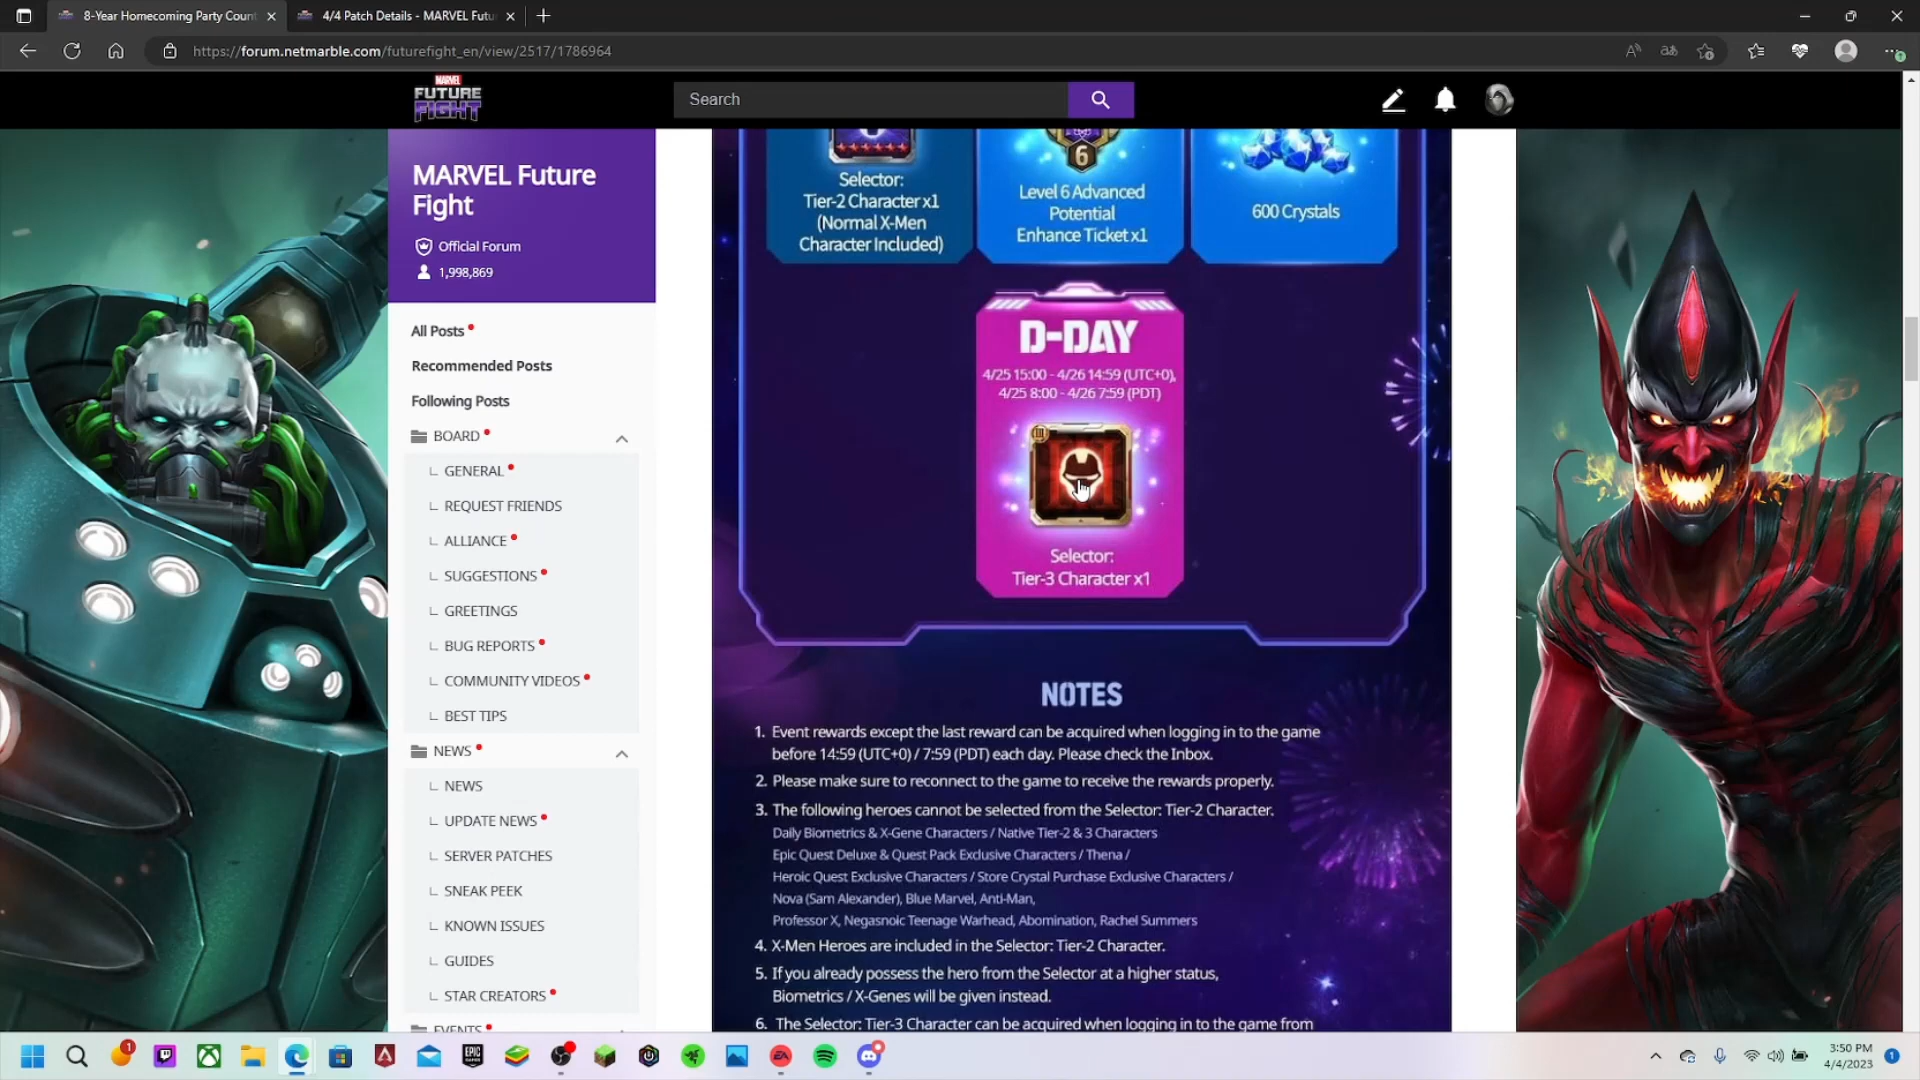 8-Year Homecoming Party Count
4/4 Patch Details - MARVEL Futu
https://forum.netmarble.com/futurefight_en/view/2517/1786964
MARVEL
FUTURE
FIGHT
Search
MARVEL Future
Fight
Official Forum
1,998,869
All Posts
Recommended Posts
Following Posts
BOARD
GENERAL
REQUEST FRIENDS
ALLIANCE
SUGGESTIONS
GREETINGS
BUG REPORTS
COMMUNITY VIDEOS
BEST TIPS
NEWS
NEWS
UPDATE NEWS
SERVER PATCHES
SNEAK PEEK
KNOWN ISSUES
GUIDES
STAR CREATORS
EVENTS
Selector:
Tier-2 Character x1
(Normal X-Men
Character Included)
6
Level 6 Advanced
Potential
Enhance Ticket x1
600 Crystals
D-DAY
4/25 15:00 - 4/26 14:59 (UTC+0),
4/25 8:00 - 4/26 7:59 (PDT)
III
Selector:
Tier-3 Character x1
NOTES
1. Event rewards except the last reward can be acquired when logging in to the game
before 14:59 (UTC+0) / 7:59 (PDT) each day. Please check the Inbox.
2. Please make sure to reconnect to the game to receive the rewards properly.
3. The following heroes cannot be selected from the Selector: Tier-2 Character.
Daily Biometrics & X-Gene Characters / Native Tier-2 & 3 Characters
Epic Quest Deluxe & Quest Pack Exclusive Characters / Thena /
Heroic Quest Exclusive Characters / Store Crystal Purchase Exclusive Characters /
Nova (Sam Alexander), Blue Marvel, Anti-Man,
Professor X, Negasnoic Teenage Warhead, Abomination, Rachel Summers
4. X-Men Heroes are included in the Selector: Tier-2 Character.
5. If you already possess the hero from the Selector at a higher status,
Biometrics / X-Genes will be given instead.
6. The Selector: Tier-3 Character can be acquired when logging in to the game from
1
EPIC
GAMES
EA
3:50 PM
4/4/2023
1